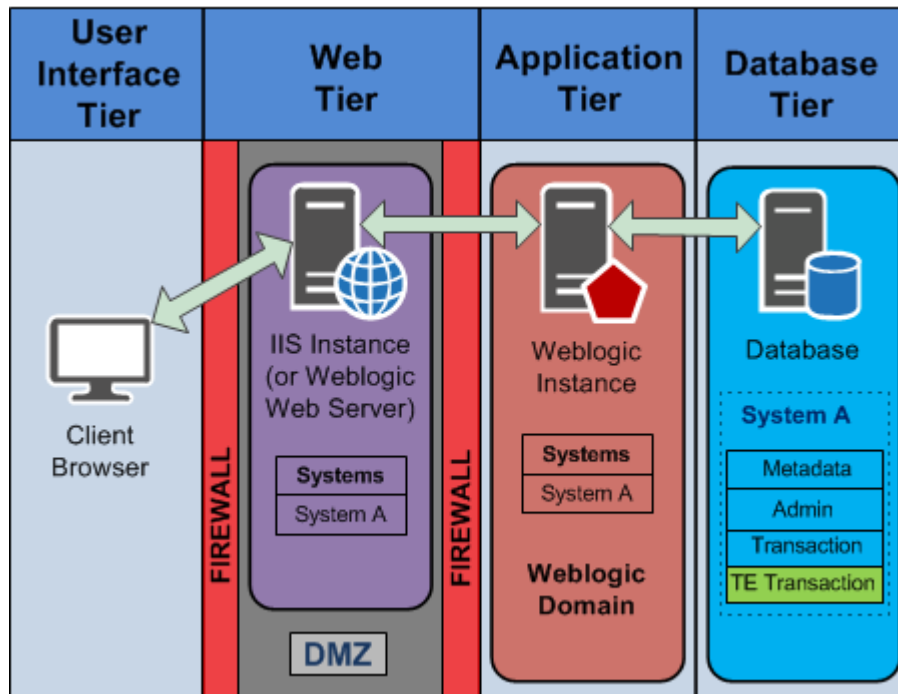 User
Interface
Tier
Web
Tier
Application
Tier
Database
Tier
Client
Browser
FIREWALL
IIS Instance
(or Weblogic
Web Server)
Systems
System A
DMZ
FIREWALL
Weblogic
Instance
Systems
System A
Weblogic
Domain
Database
System A
Metadata
Admin
Transaction
TE Transaction